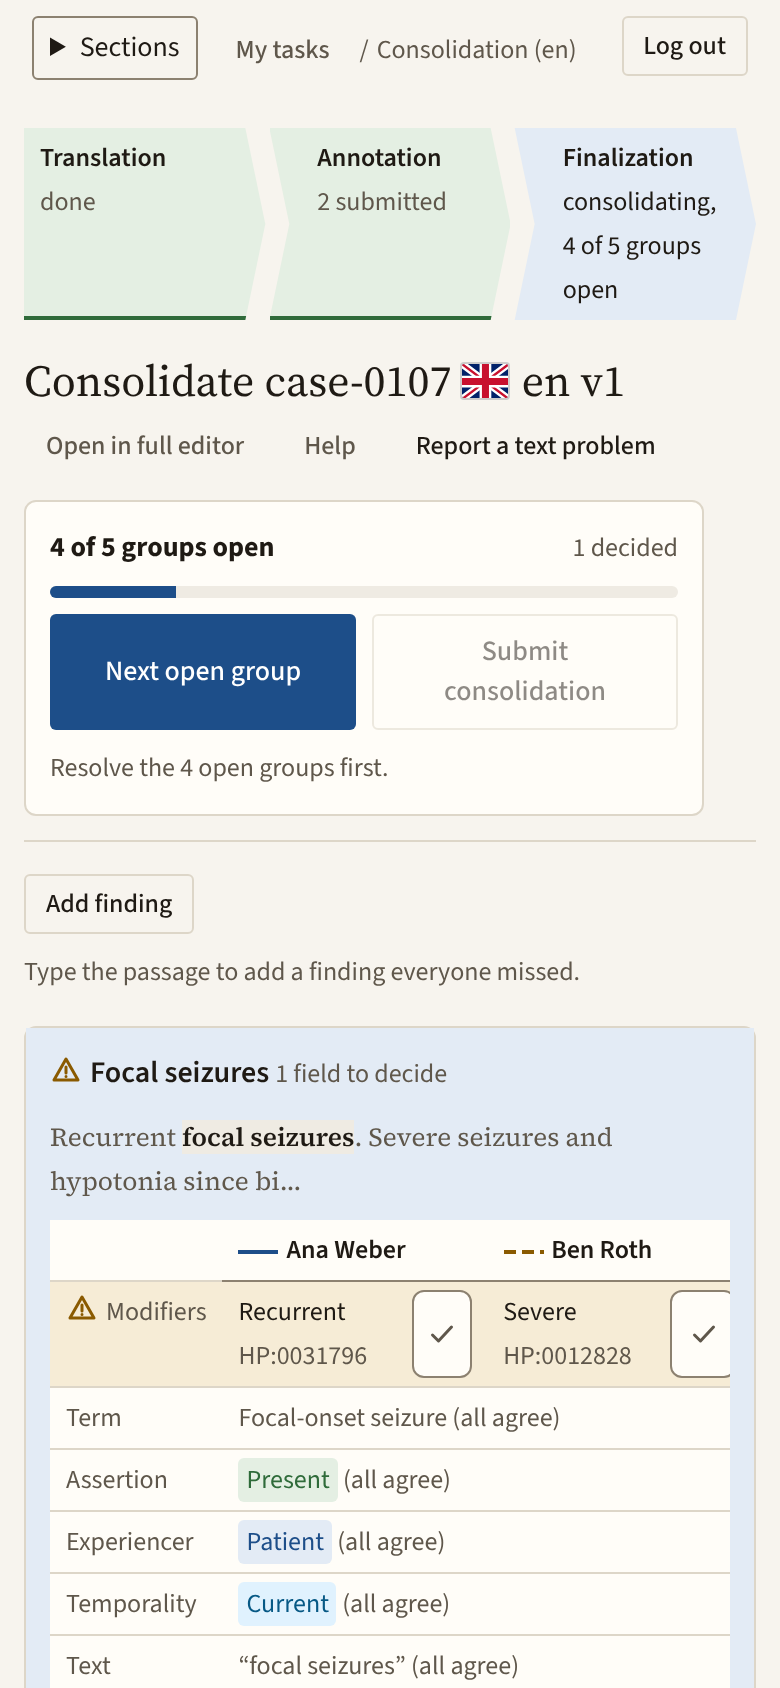 Sections
My tasks / Consolidation (en)
Log out
Translation
done
Annotation
2 submitted
Finalization
consolidating,
4 of 5 groups
open
Consolidate case-0107 en v1
Open in full editor
Help
Report a text problem
4 of 5 groups open
1 decided
Next open group
Submit
consolidation
Resolve the 4 open groups first.
Add finding
Type the passage to add a finding everyone missed.
Focal seizures 1 field to decide
Recurrent focal seizures. Severe seizures and
hypotonia since bi...
Ana Weber
Ben Roth
Modifiers
Recurrent
HP:0031796
Severe
HP:0012828
Term
Focal-onset seizure (all agree)
Assertion
Present (all agree)
Experiencer
Patient (all agree)
Temporality
Current (all agree)
Text
“focal seizures” (all agree)